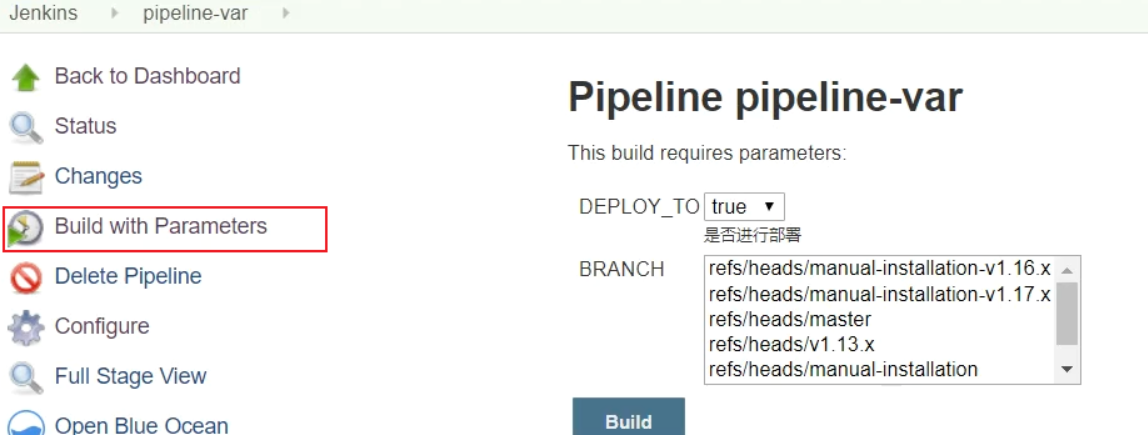 Jenkins pipeline-var
Back to Dashboard
Status
Changes
Build with Parameters
Delete Pipeline
Configure
Full Stage View
Open Blue Ocean
Pipeline pipeline-var
This build requires parameters:
DEPLOY_TO true
是否进行部署
BRANCH
refs/heads/manual-installation-v1.16.x
refs/heads/manual-installation-v1.17.x
refs/heads/master
refs/heads/v1.13.x
refs/heads/manual-installation
Build